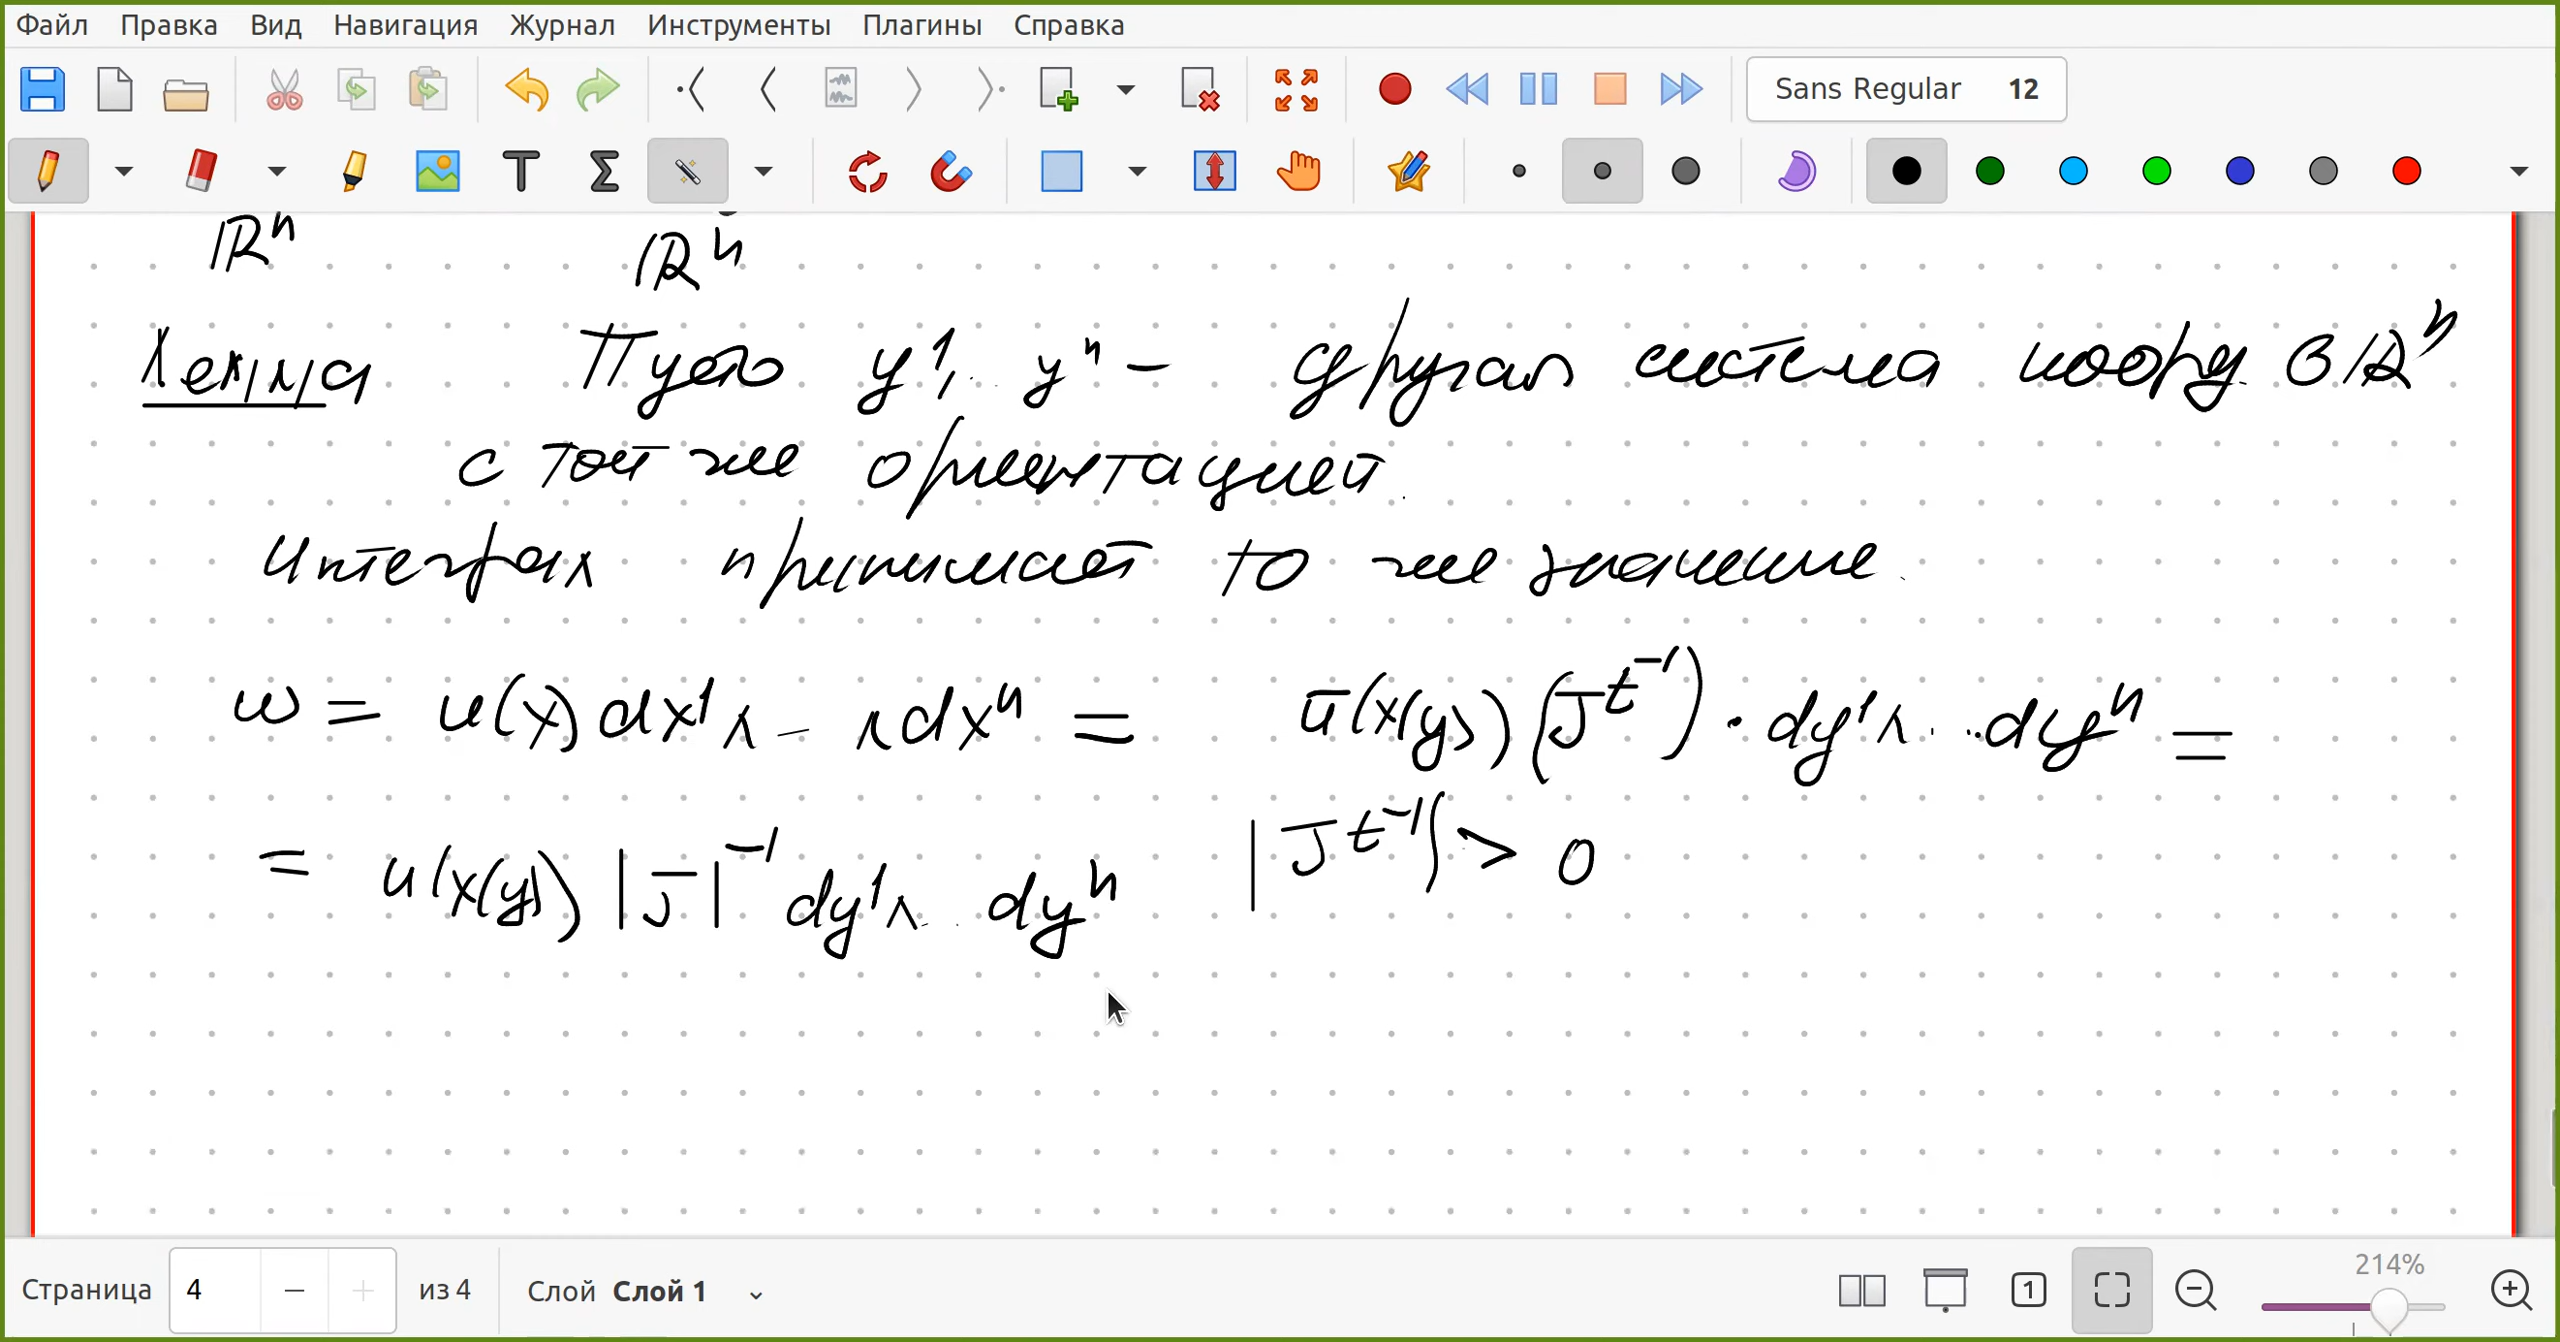 Файл Правка Вид Навигация Журнал Инструменты Плагины Справка
Sans Regular 12
ℝⁿ ℝⁿ
Лемма Пусть y¹, .. yⁿ – другая система коорд. в ℝⁿ
с той же ориентацией.
Интеграл принимает то же значение.
ω = u(x) dx¹∧ – ∧dxⁿ = u(x(y)) (J^{t^{-1}}) · dy¹∧ . .. dyⁿ =
= u(x(y)) |J|⁻¹ dy¹∧ . . dyⁿ |J^{t^{-1}}| > 0
Страница 4 из 4 Слой Слой 1 214%